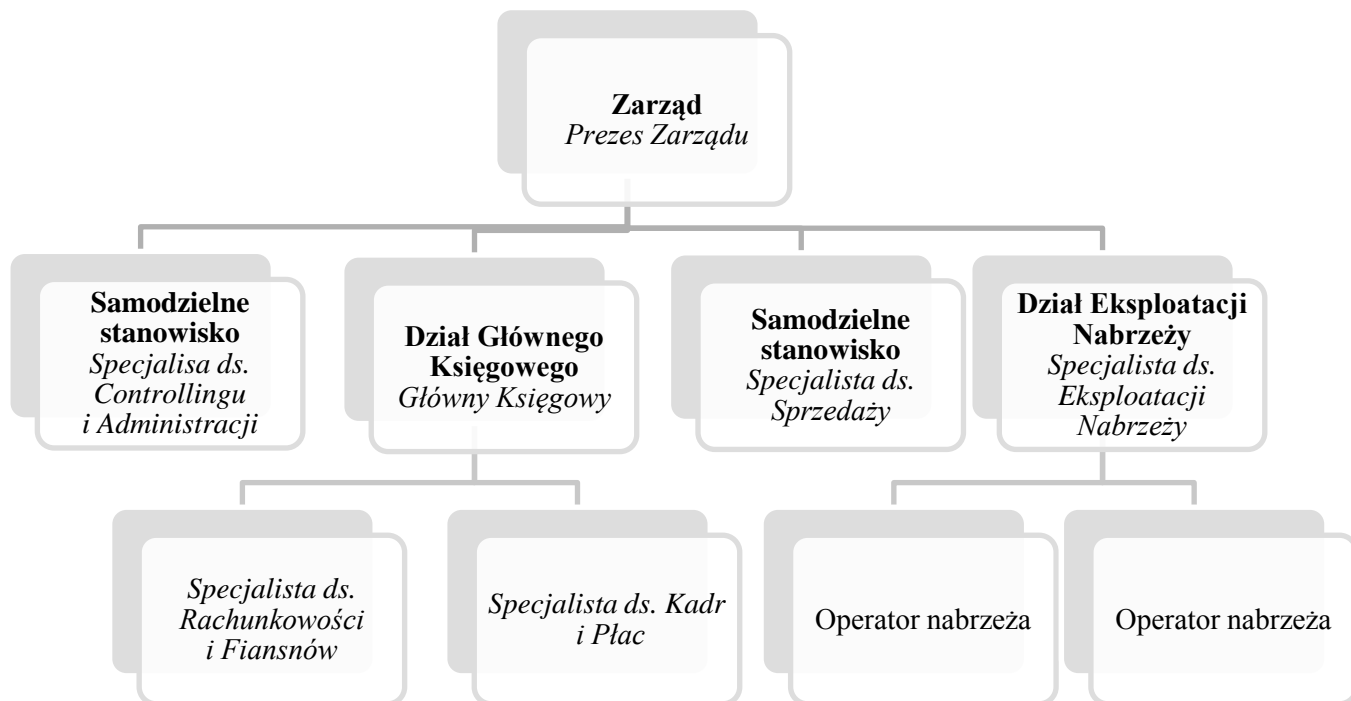 Zarząd
Prezes Zarządu
Samodzielne
stanowisko
Specjalisa ds.
Controllingu
i Administracji
Dział Głównego
Księgowego
Główny Księgowy
Samodzielne
stanowisko
Specjalista ds.
Sprzedaży
Dział Eksploatacji
Nabrzeży
Specjalista ds.
Eksploatacji
Nabrzeży
Specjalista ds.
Rachunkowości
i Fiansnów
Specjalista ds. Kadr
i Płac
Operator nabrzeża
Operator nabrzeża